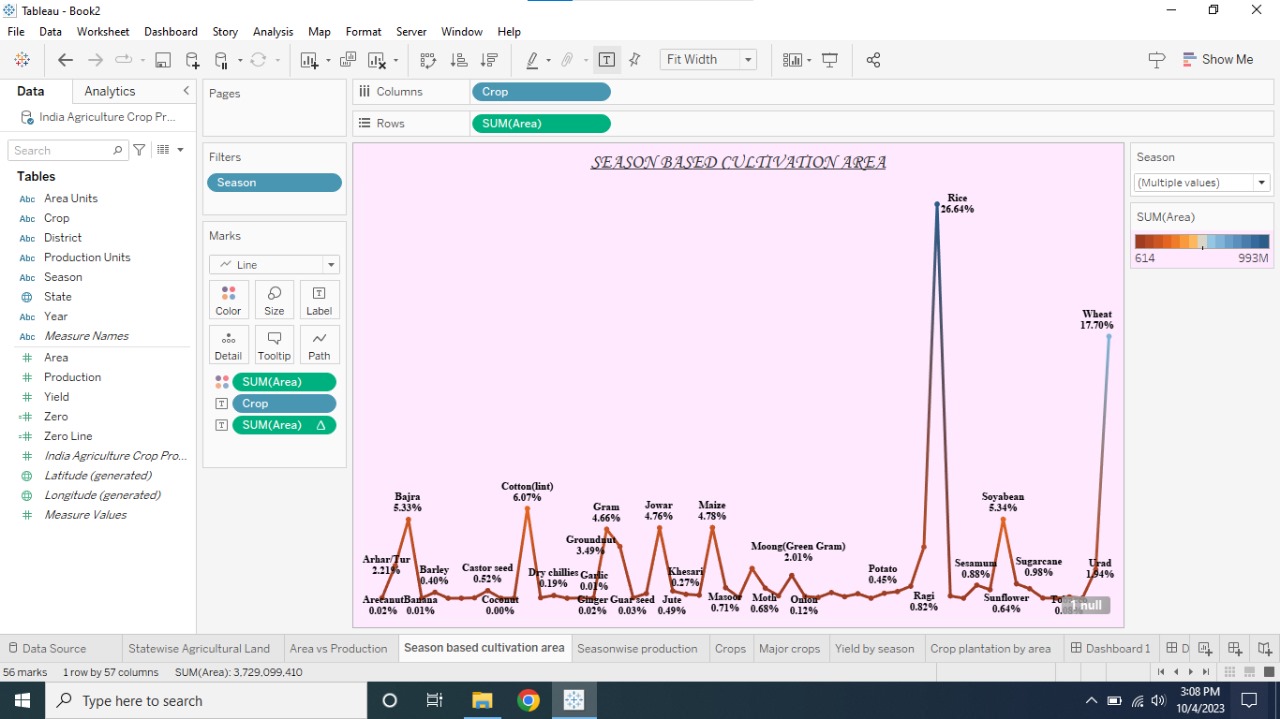 Tableau - Book2
File Data Worksheet Dashboard Story Analysis Map Format Server Window Help
Fit Width
Show Me
Data
Analytics
India Agriculture Crop Pr...
Search
Tables
Abc Area Units
Abc Crop
Abc District
Abc Production Units
Abc Season
State
Abc Year
Abc Measure Names
Area
Production
Yield
Zero
Zero Line
India Agriculture Crop Pro...
Latitude (generated)
Longitude (generated)
Measure Values
Pages
Filters
Season
Marks
Line
Color Size Label
Detail Tooltip Path
SUM(Area)
Crop
SUM(Area)
Columns Crop
Rows SUM(Area)
SEASON BASED CULTIVATION AREA
Rice
26.64%
Wheat
17.70%
Cotton(lint)
6.07%
Bajra
5.33%
Gram
4.66%
Jowar
4.76%
Maize
4.78%
Soyabean
5.34%
Groundnut
3.49%
Moong(Green Gram)
2.01%
Arhar/Tur
2.21%
Barley
0.40%
Castor seed
0.52%
Dry chillies
0.19%
Garlic
0.01%
Khesari
0.27%
Potato
0.45%
Sesamum
0.88%
Sugarcane
0.98%
Urad
1.94%
Arecanut
0.02%
Banana
0.01%
Coconut
0.00%
Ginger
0.02%
Guar seed
0.03%
Jute
0.49%
Masoor
0.71%
Moth
0.68%
Onion
0.12%
Ragi
0.82%
Sunflower
0.64%
1 null
Season
(Multiple values)
SUM(Area)
614 993M
Data Source Statewise Agricultural Land Area vs Production Season based cultivation area Seasonwise production Crops Major crops Yield by season Crop plantation by area Dashboard 1 D
56 marks 1 row by 57 columns SUM(Area): 3,729,099,410
Type here to search
3:08 PM
10/4/2023